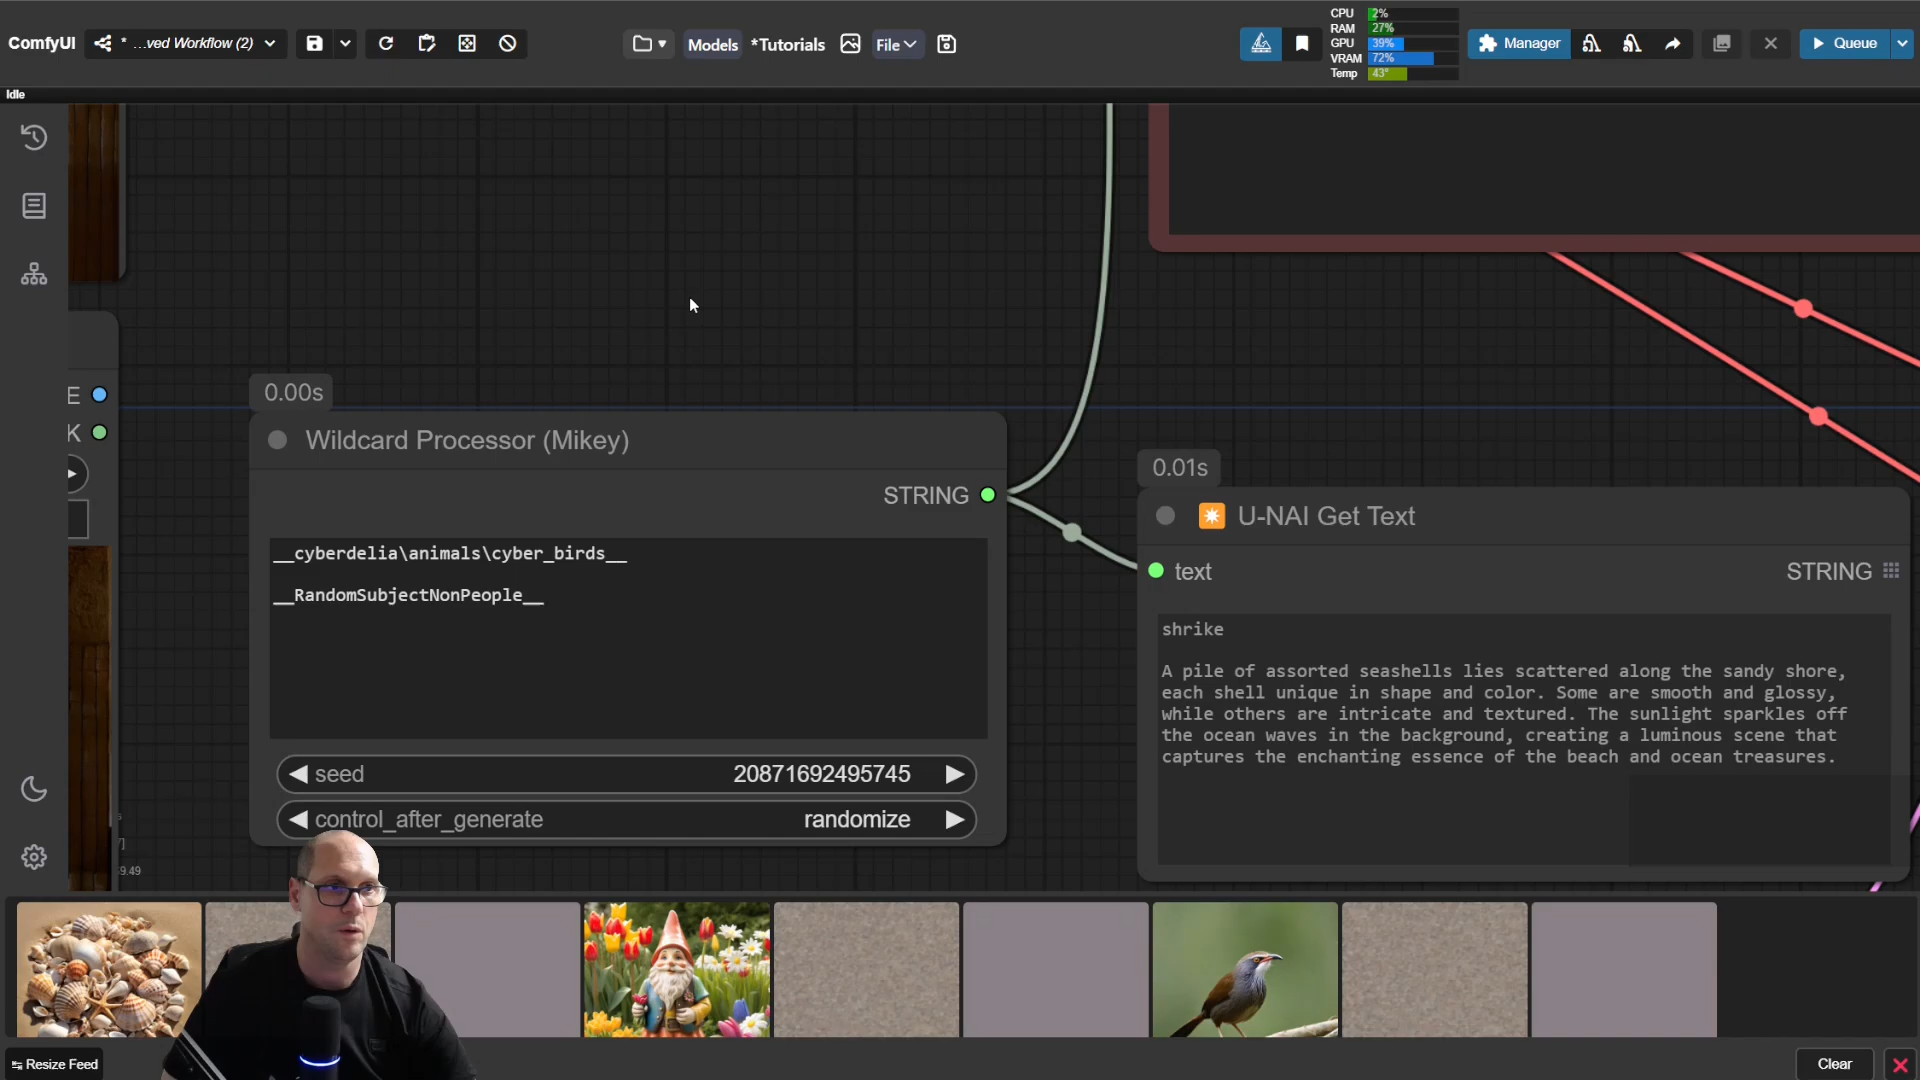 ComfyUI
* ...ved Workflow (2)
Models
*Tutorials
File
CPU 2%
RAM 27%
GPU 39%
VRAM 72%
Temp 43°
Manager
Queue
Idle
E
K
0.00s
Wildcard Processor (Mikey)
STRING
__cyberdelia\animals\cyber_birds__
__RandomSubjectNonPeople__
seed 20871692495745
control_after_generate randomize
0.01s
U-NAI Get Text
text STRING
shrike
A pile of assorted seashells lies scattered along the sandy shore,
each shell unique in shape and color. Some are smooth and glossy,
while others are intricate and textured. The sunlight sparkles off
the ocean waves in the background, creating a luminous scene that
captures the enchanting essence of the beach and ocean treasures.
Resize Feed
Clear